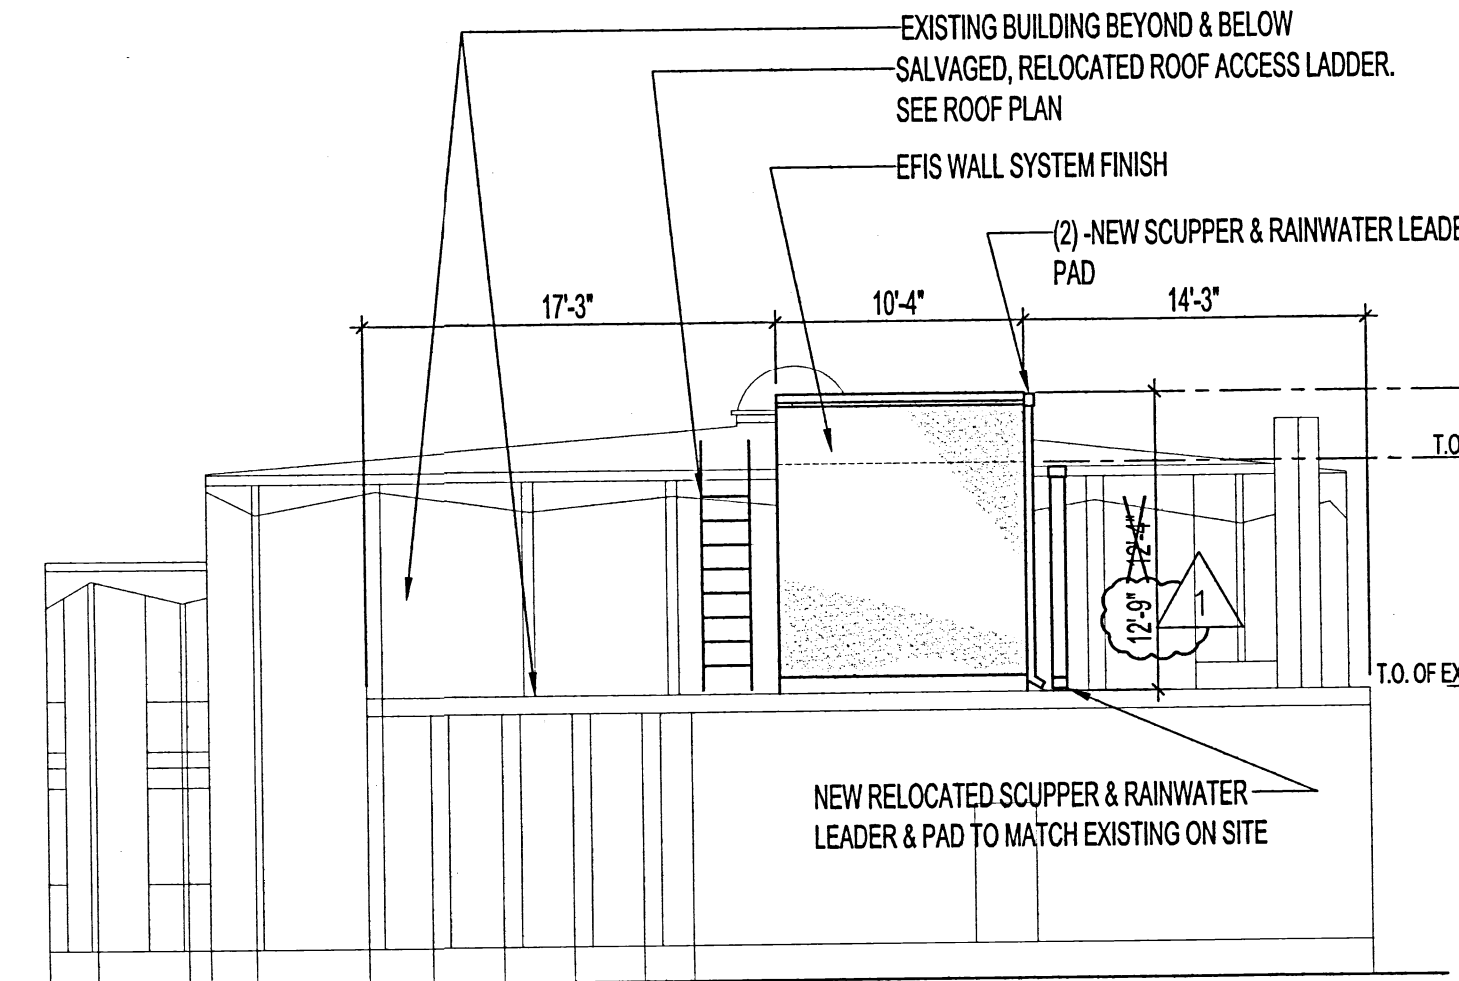 EXISTING BUILDING BEYOND & BELOW
SALVAGED, RELOCATED ROOF ACCESS LADDER.
SEE ROOF PLAN
EFIS WALL SYSTEM FINISH
(2) -NEW SCUPPER & RAINWATER LEADE
PAD
17'-3"
10'-4"
14'-3"
T.O
12'-4"
12'-9"
1
T.O. OF EX
NEW RELOCATED SCUPPER & RAINWATER
LEADER & PAD TO MATCH EXISTING ON SITE